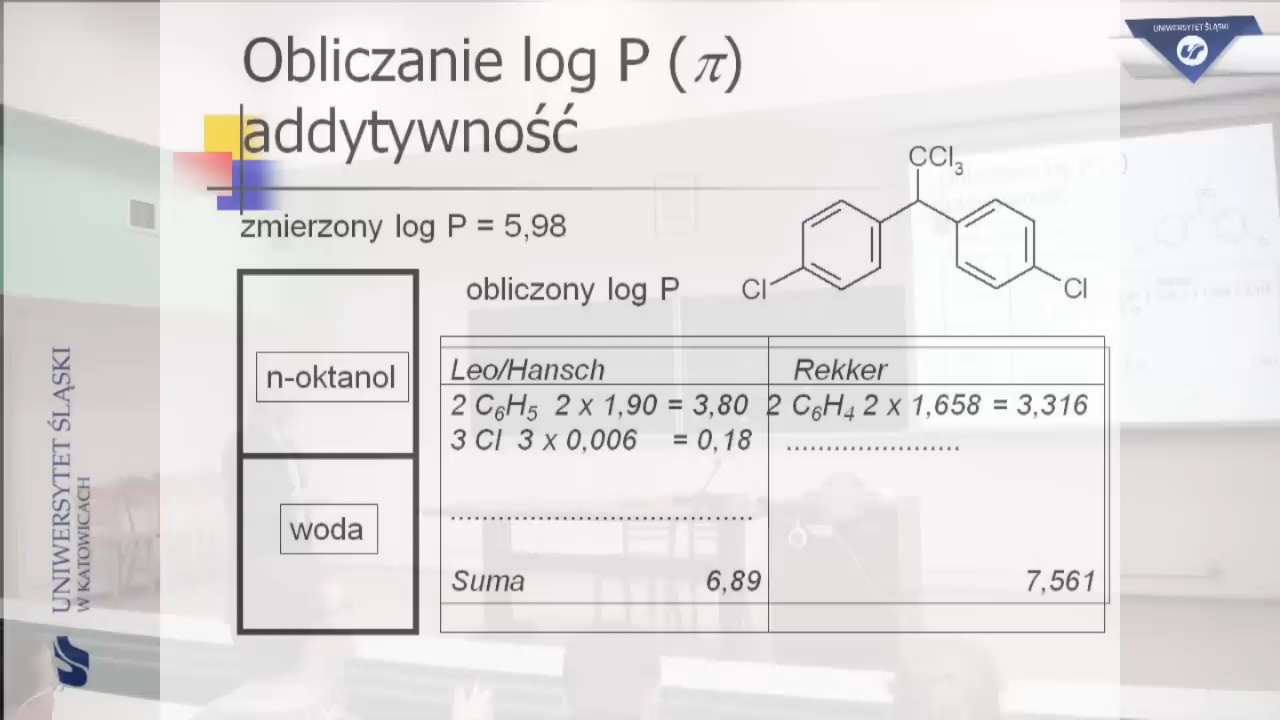 Obliczanie log P (π)
addytywność
UNIWERSYTET ŚLĄSKI
CCl3
zmierzony log P = 5,98
Cl
Cl
obliczony log P
n-oktanol
woda
Leo/Hansch Rekker
2 C6H5 2 x 1,90 = 3,80 2 C6H4 2 x 1,658 = 3,316
3 Cl 3 x 0,006 = 0,18 ......................
......................................
Suma 6,89 7,561
UNIWERSYTET ŚLĄSKI
W KATOWICACH